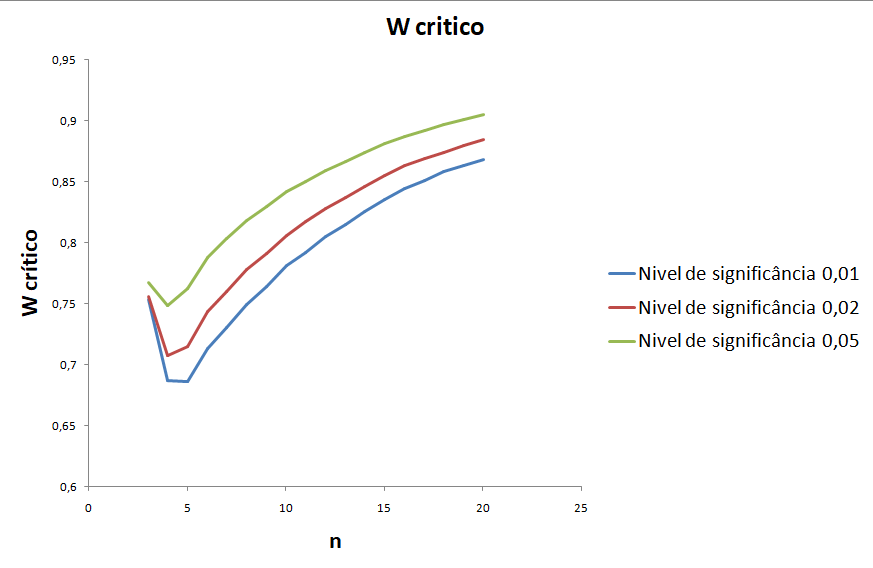 W critico
0,95
0,9
0,85
0,8
0,75
0,7
0,65
0,6
W crítico
0
5
10
15
20
25
n
Nivel de significância 0,01
Nivel de significância 0,02
Nivel de significância 0,05